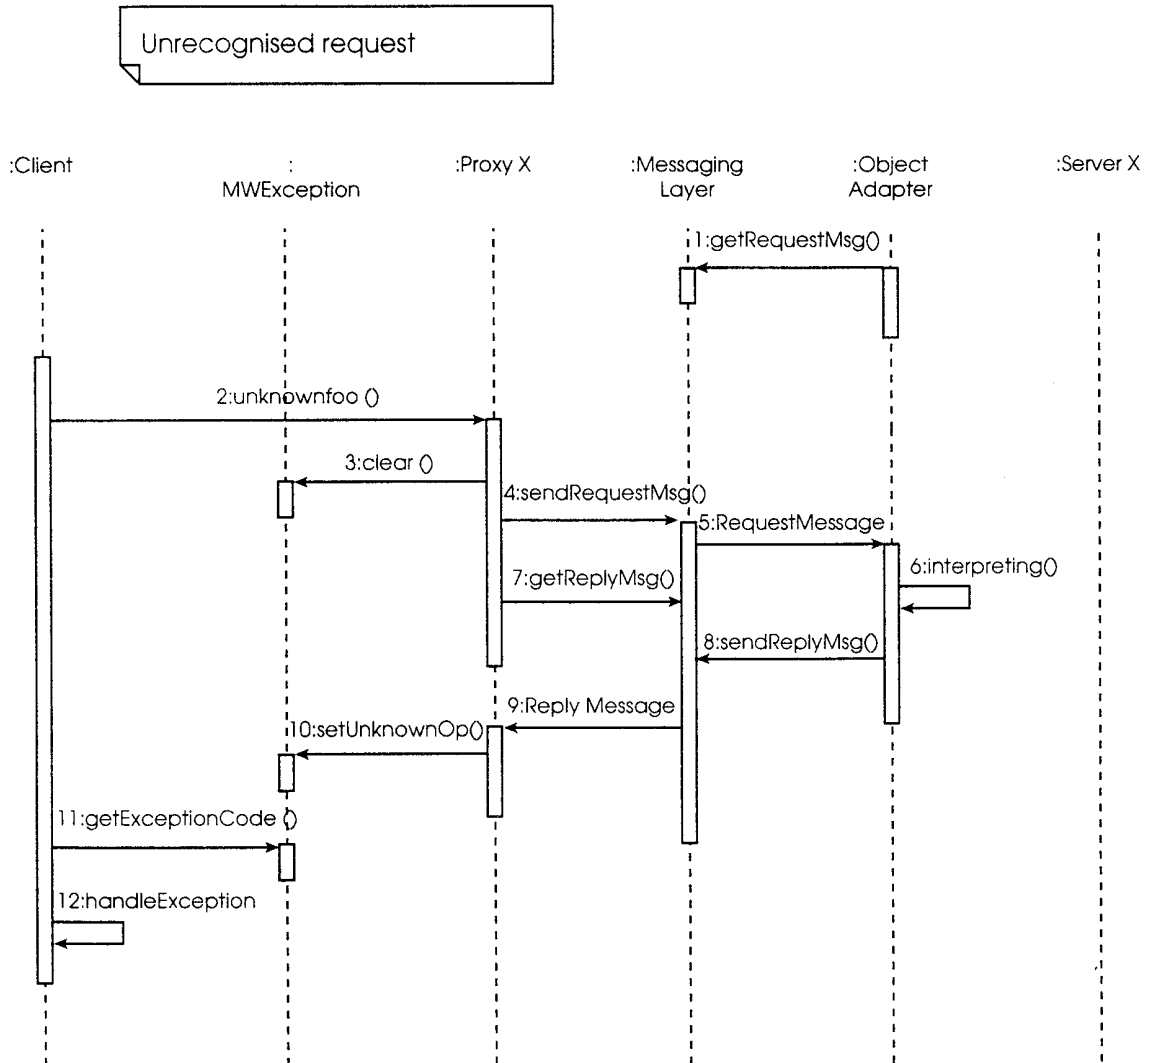 Unrecognised request
:Client
:
MWException
:Proxy X
:Messaging
Layer
:Object
Adapter
:Server X
1:getRequestMsg()
2:unknownfoo ()
3:clear ()
4:sendRequestMsg()
5:RequestMessage
6:interpreting()
7:getReplyMsg()
8:sendReplyMsg()
9:Reply Message
10:setUnknownOp()
11:getExceptionCode ()
12:handleException